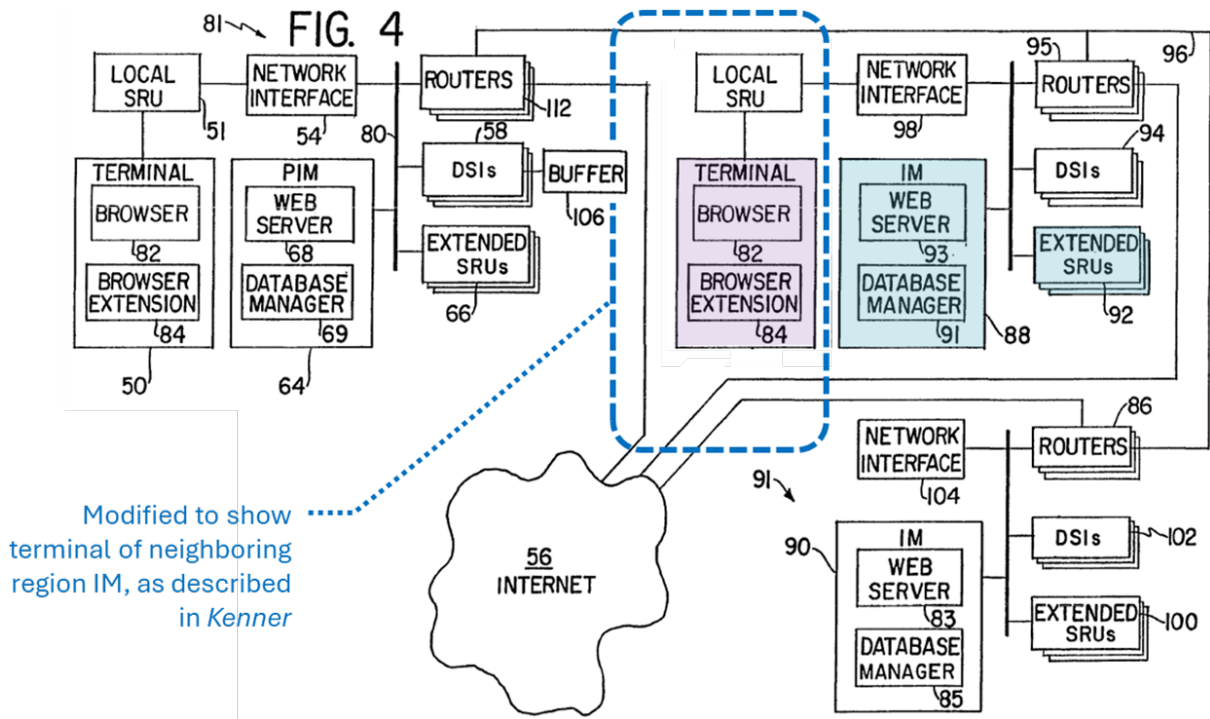 81
FIG. 4
LOCAL
SRU
51
NETWORK
INTERFACE
54
80
ROUTERS
112
58
DSIs
BUFFER
106
TERMINAL
BROWSER
82
BROWSER
EXTENSION
84
50
PIM
WEB
SERVER
68
DATABASE
MANAGER
69
64
EXTENDED
SRUs
66
LOCAL
SRU
NETWORK
INTERFACE
98
95
ROUTERS
96
94
DSIs
TERMINAL
BROWSER
82
BROWSER
EXTENSION
84
IM
WEB
SERVER
93
DATABASE
MANAGER
91
88
EXTENDED
SRUs
92
Modified to show
terminal of neighboring
region IM, as described
in Kenner
56
INTERNET
91
NETWORK
INTERFACE
104
86
ROUTERS
90
IM
WEB
SERVER
83
DATABASE
MANAGER
85
DSIs
102
EXTENDED
SRUs
100